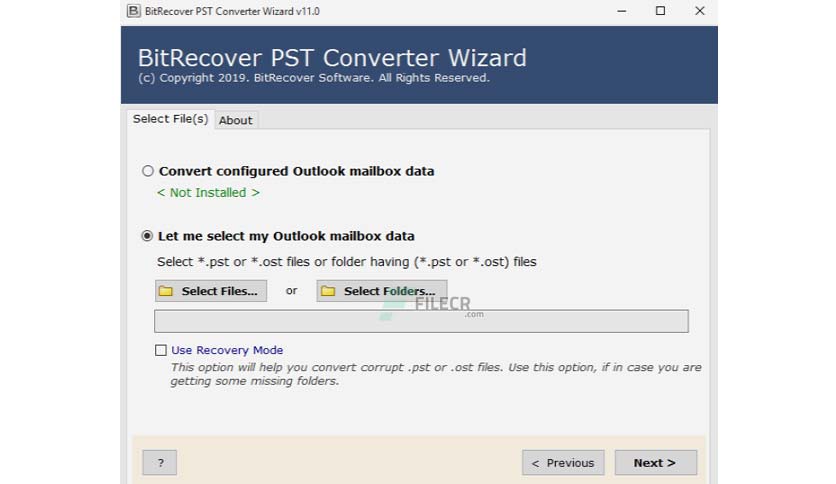 BitRecover PST Converter Wizard v11.0
BitRecover PST Converter Wizard
(c) Copyright 2019. BitRecover Software. All Rights Reserved.
Select File(s) About
Convert configured Outlook mailbox data
< Not Installed >
Let me select my Outlook mailbox data
Select *.pst or *.ost files or folder having (*.pst or *.ost) files
Select Files... or Select Folders...
FILECR
.com
Use Recovery Mode
This option will help you convert corrupt .pst or .ost files. Use this option, if in case you are
getting some missing folders.
? < Previous Next >